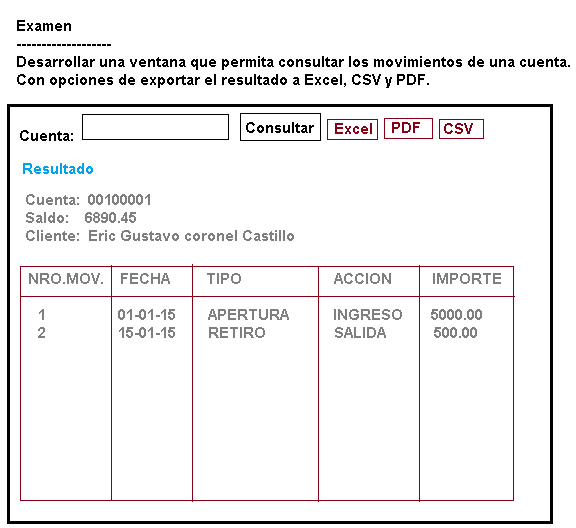 Examen
-------------------
Desarrollar una ventana que permita consultar los movimientos de una cuenta.
Con opciones de exportar el resultado a Excel, CSV y PDF.
Cuenta: Consultar Excel PDF CSV
Resultado
Cuenta: 00100001
Saldo: 6890.45
Cliente: Eric Gustavo coronel Castillo
NRO.MOV. FECHA TIPO ACCION IMPORTE
1 01-01-15 APERTURA INGRESO 5000.00
2 15-01-15 RETIRO SALIDA 500.00